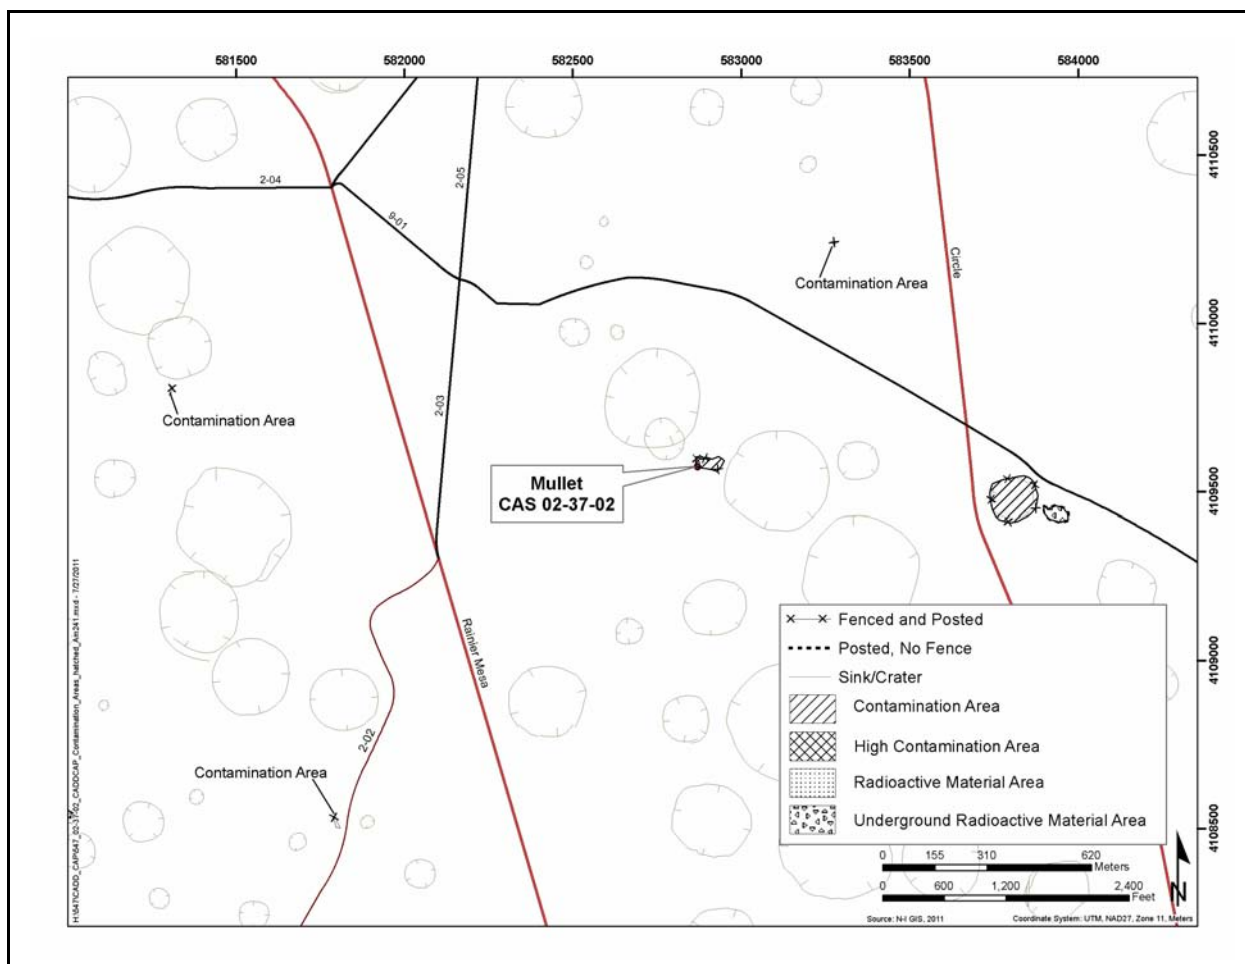 581500 582000 582500 583000 583500 584000
4110500
2-04
2-05
9-01
Circle
Contamination Area
4110000
2-03
Contamination Area
Mullet
CAS 02-37-02
4109500
Rainier Mesa
4109000
2-02
Contamination Area
4108500
Fenced and Posted
Posted, No Fence
Sink/Crater
Contamination Area
High Contamination Area
Radioactive Material Area
Underground Radioactive Material Area
0 155 310 620
Meters
0 600 1,200 2,400
Feet
N
Source: N-I GIS, 2011 Coordinate System: UTM, NAD27, Zone 11, Meters